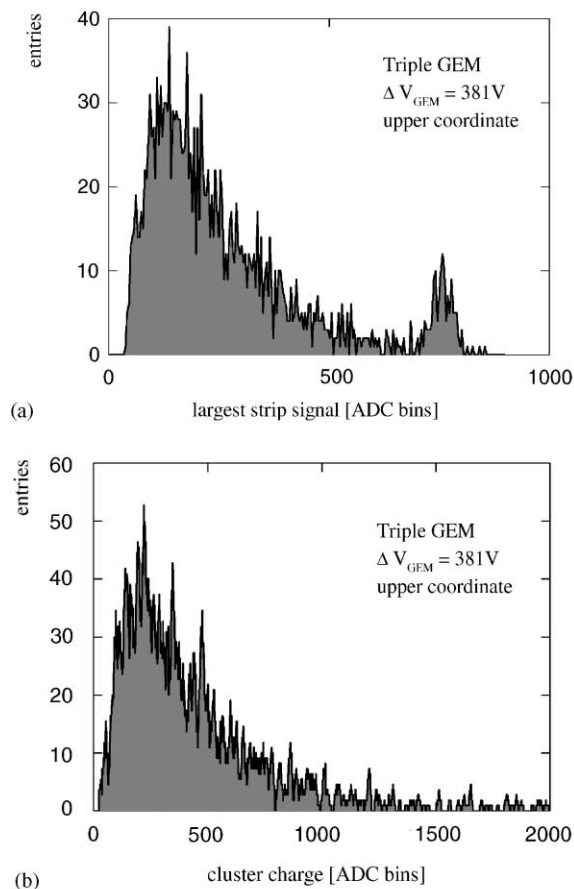 entries
40
Triple GEM
Δ V_GEM = 381V
upper coordinate
30
20
10
0
0 500 1000
(a) largest strip signal [ADC bins]
entries
60
50
Triple GEM
Δ V_GEM = 381V
upper coordinate
40
30
20
10
0
0 500 1000 1500 2000
(b) cluster charge [ADC bins]